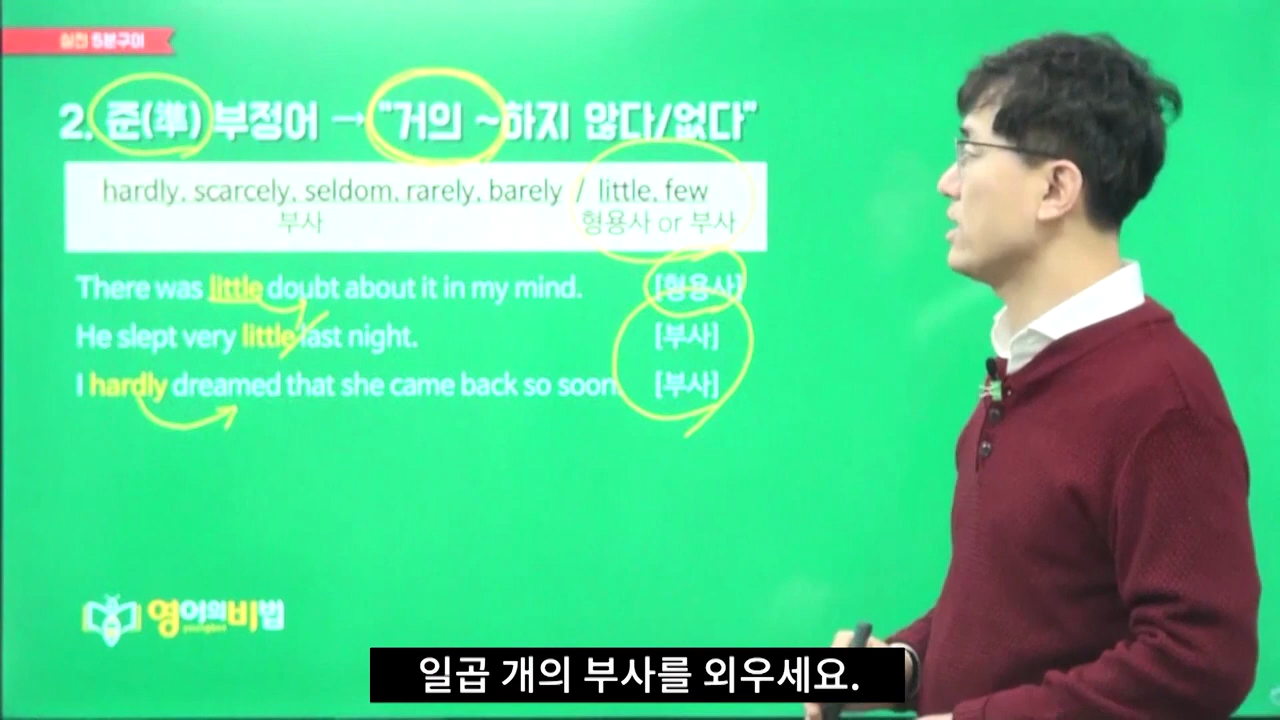 실전 5분구미
2. 준(準) 부정어 → "거의 ~하지 않다/없다"
hardly, scarcely, seldom, rarely, barely / little, few
부사 형용사 or 부사
There was little doubt about it in my mind. [형용사]
He slept very little last night. [부사]
I hardly dreamed that she came back so soon. [부사]
영어의비법
일곱 개의 부사를 외우세요.